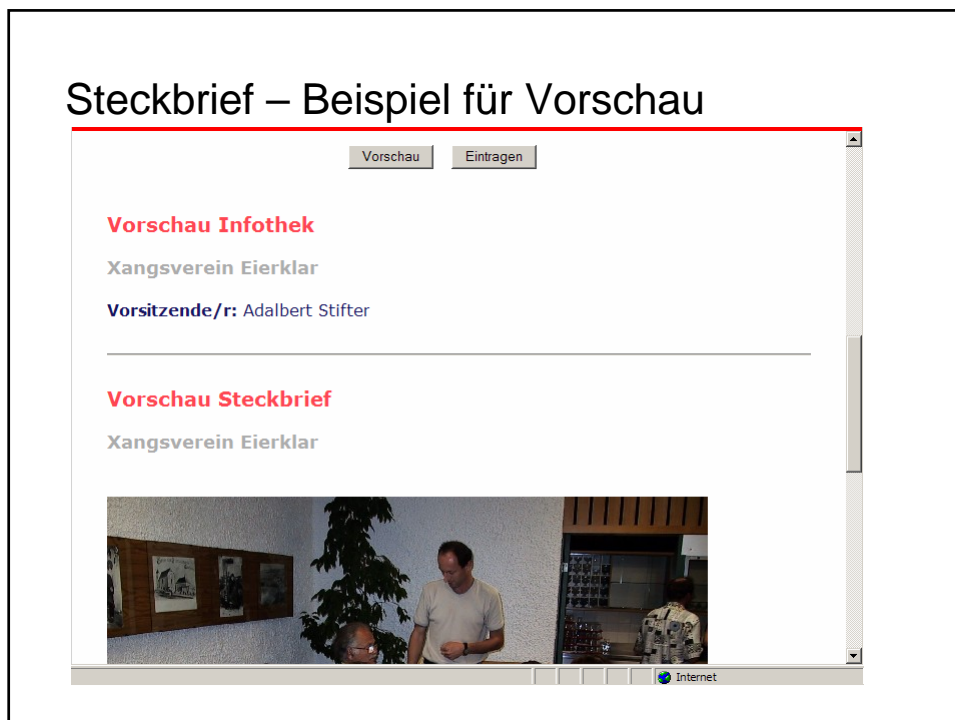 Steckbrief – Beispiel für Vorschau
Vorschau Eintragen
Vorschau Infothek
Xangsverein Eierklar
Vorsitzende/r: Adalbert Stifter
Vorschau Steckbrief
Xangsverein Eierklar
Internet